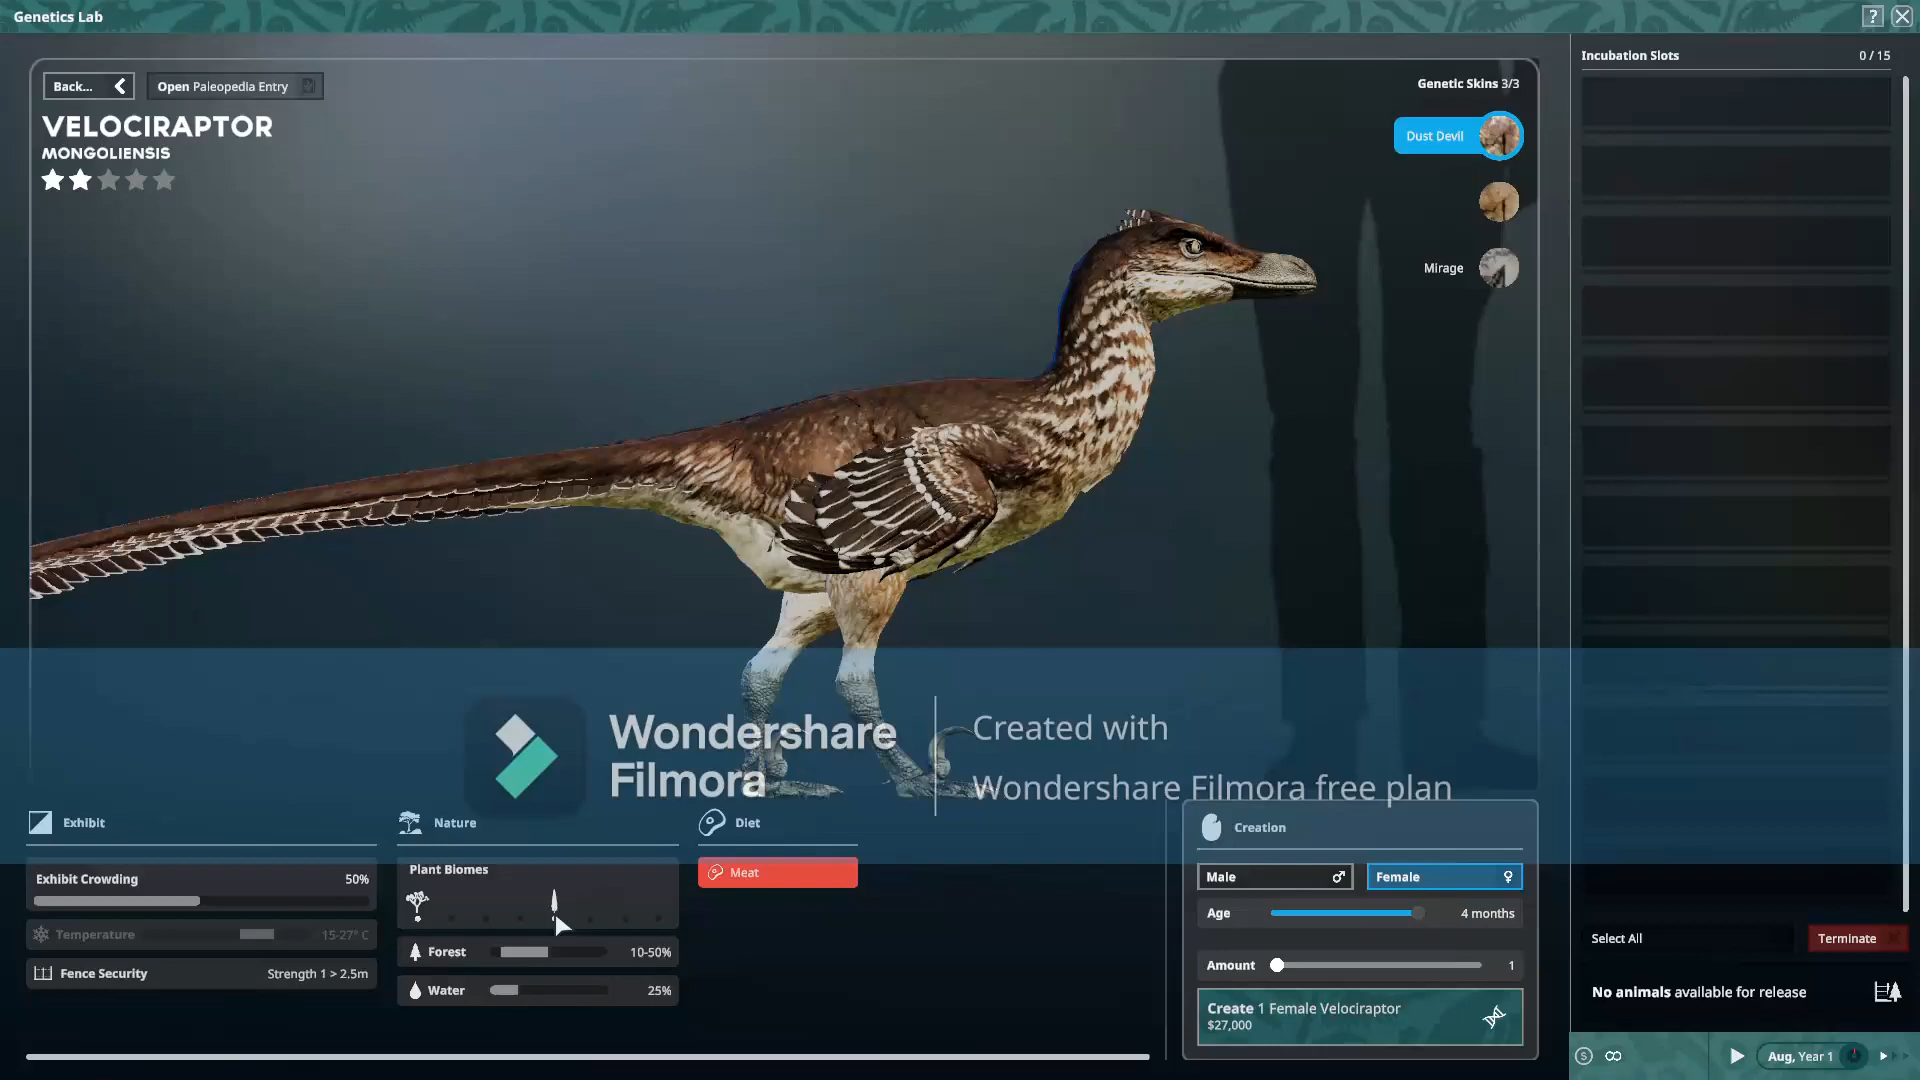 Genetics Lab
?
Back...
Open Paleopedia Entry
VELOCIRAPTOR
MONGOLIENSIS
Genetic Skins 3/3
Dust Devil
Mirage
Incubation Slots
0 / 15
Wondershare
Filmora
Created with
Wondershare Filmora free plan
Exhibit
Exhibit Crowding
50%
Temperature
15-27° C
Fence Security
Strength 1 > 2.5m
Nature
Plant Biomes
Forest
10-50%
Water
25%
Diet
Meat
Creation
Male
Female
Age
4 months
Amount
1
Create 1 Female Velociraptor
$27,000
Select All
Terminate
No animals available for release
Aug, Year 1